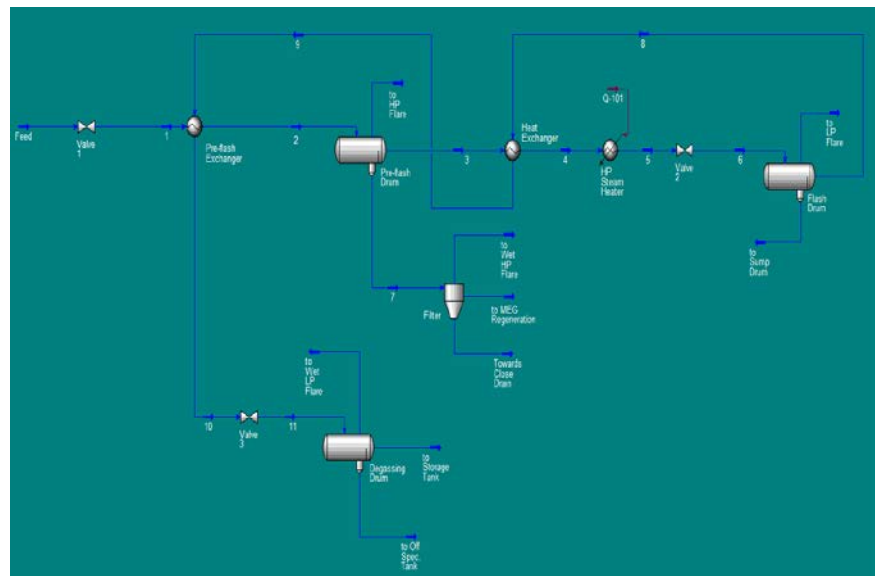 9
8
to
HP
Flare
Q-101
to
LP
Flare
Feed
Valve
1
1
Pre-flash
Exchanger
2
Pre-flash
Drum
3
Heat
Exchanger
4
HP
Steam
Heater
5
Valve
2
6
Flash
Drum
to
Wet
HP
Flare
to
Sump
Drum
7
Filter
to MEG
Regeneration
Towards
Close
Drain
to
Wet
LP
Flare
10
Valve
3
11
Degassing
Drum
to
Storage
Tank
to Off
Spec.
Tank